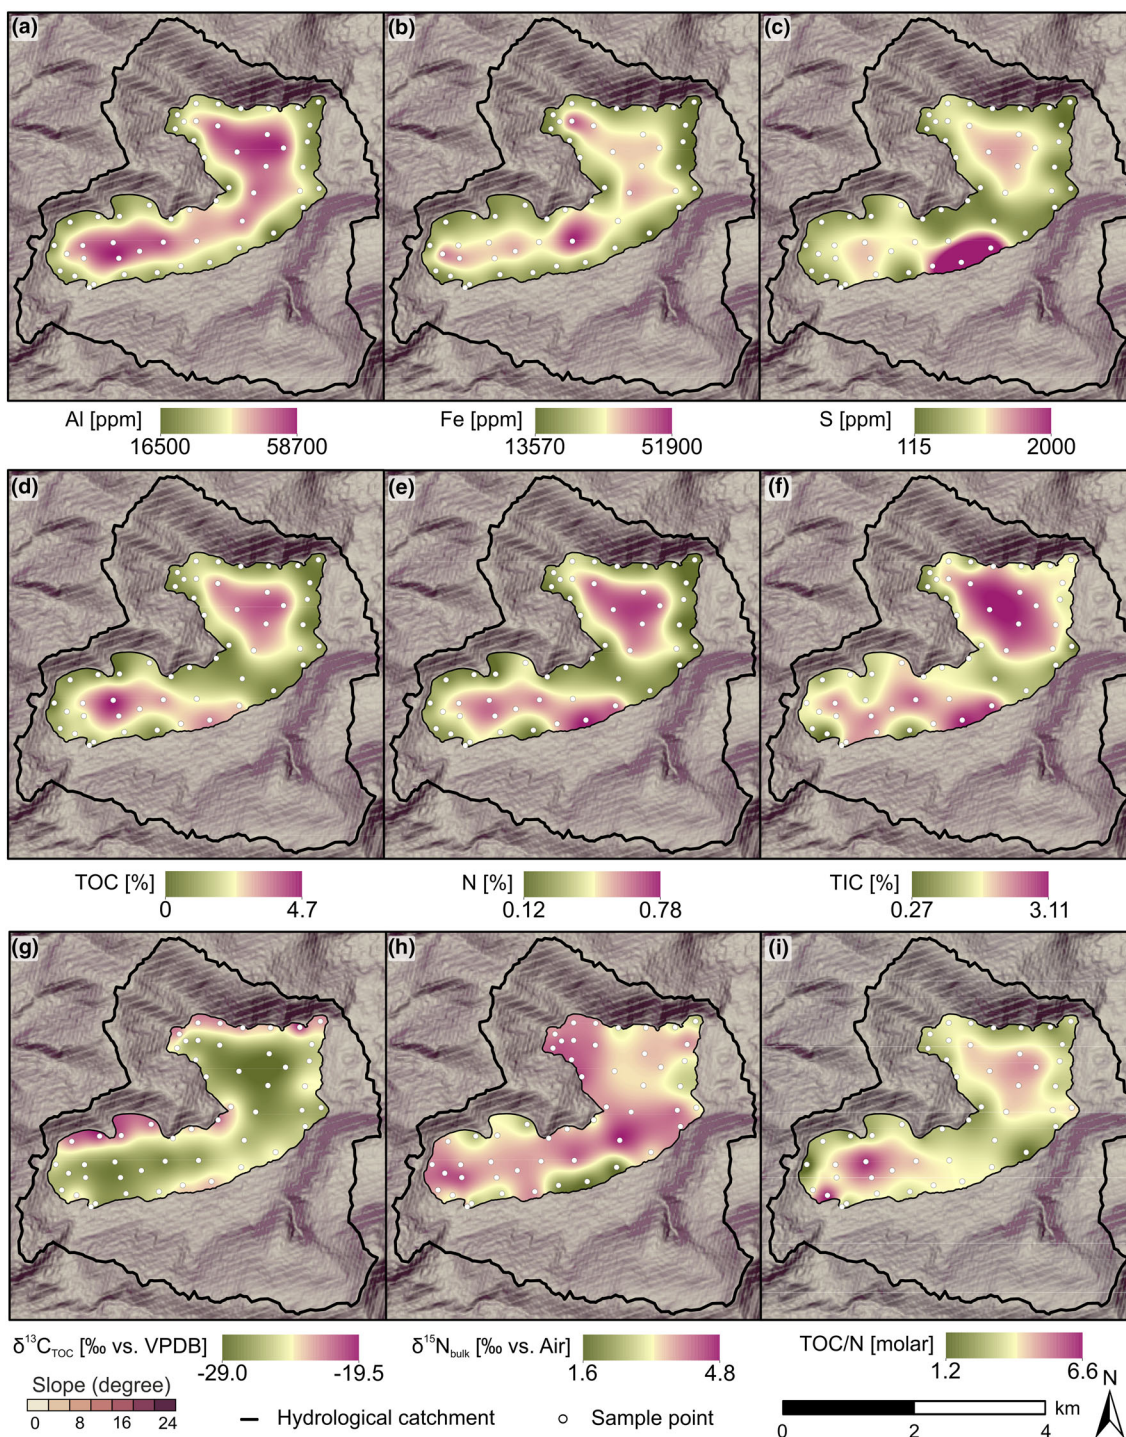 (a) (b) (c)
Al [ppm] Fe [ppm] S [ppm]
16500 58700 13570 51900 115 2000
(d) (e) (f)
TOC [%] N [%] TIC [%]
0 4.7 0.12 0.78 0.27 3.11
(g) (h) (i)
δ¹³C_TOC [‰ vs. VPDB] δ¹⁵N_bulk [‰ vs. Air] TOC/N [molar]
-29.0 -19.5 1.6 4.8 1.2 6.6
Slope (degree) N
0 8 16 24
Hydrological catchment Sample point km
0 2 4